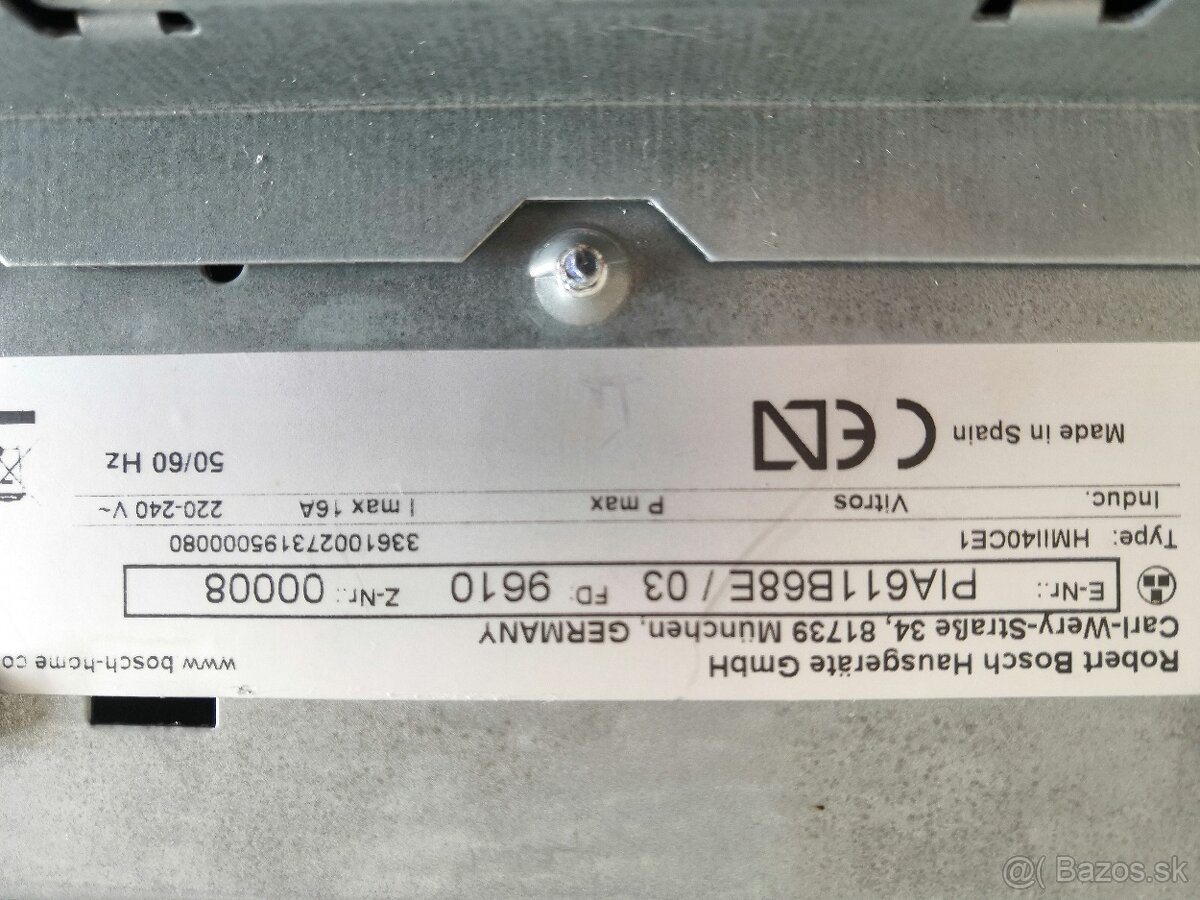 Robert Bosch Hausgeräte GmbH www.bosch-home.co
Carl-Wery-Straße 34, 81739 München, GERMANY
E-Nr.: PIA611B68E / 03 FD: 9610 Z-Nr.: 00008
Type: HMII40CE1 336100273195000080
Induc. Vitros P max I max 16A 220-240 V~
50/60 Hz
Made in Spain CE N
@( Bazos.sk